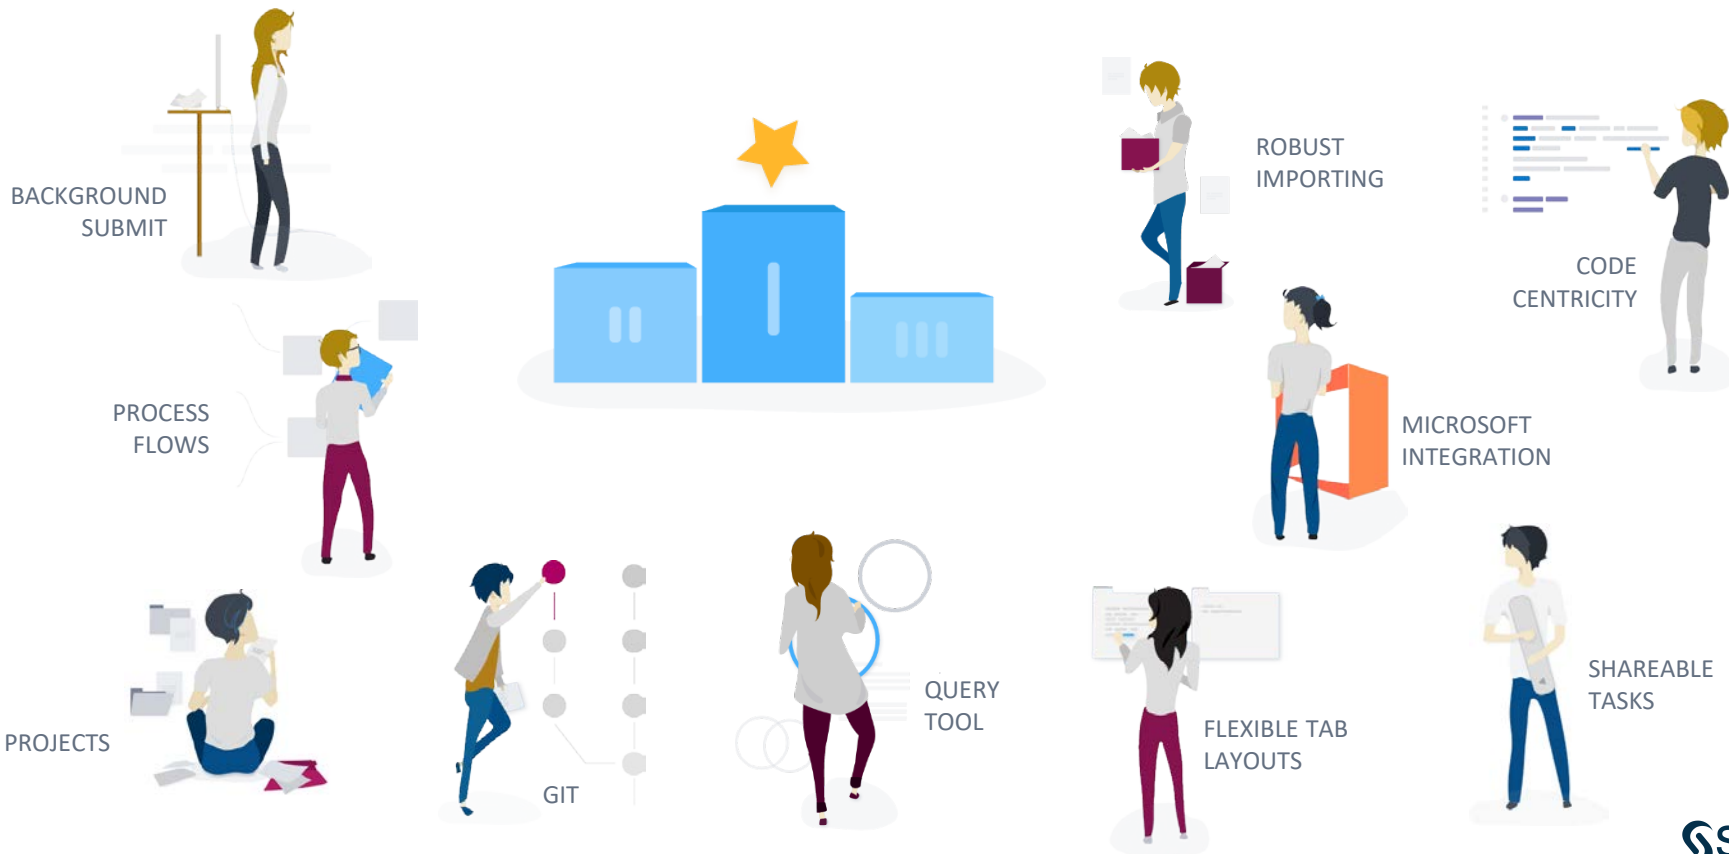 BACKGROUND
SUBMIT
ROBUST
IMPORTING
CODE
CENTRICITY
PROCESS
FLOWS
MICROSOFT
INTEGRATION
PROJECTS
GIT
QUERY
TOOL
FLEXIBLE TAB
LAYOUTS
SHAREABLE
TASKS